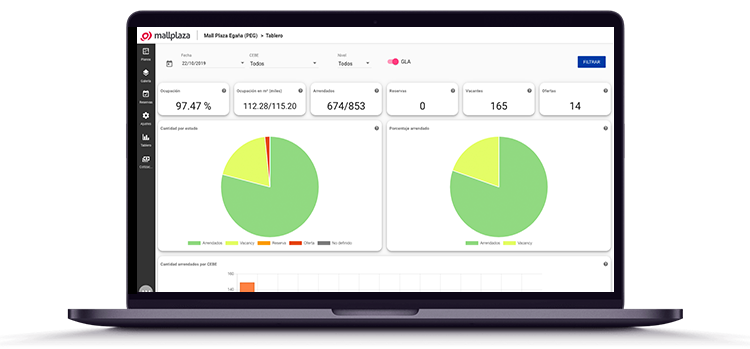 mallplaza
Mall Plaza Egaña (PEG) > Tablero
Planos
Galería
Reservas
Ajustes
Tablero
Cotizac..
Fecha
22/10/2019
CEBE
Todos
Nivel
Todos
GLA
FILTRAR
Ocupación
97.47 %
Ocupación en m² (miles)
112.28/115.20
Arrendados
674/853
Reservas
0
Vacantes
165
Ofertas
14
Cantidad por estado
Arrendados
Vacancy
Reserva
Oferta
No definido
Porcentaje arrendado
Arrendados
Vacancy
Cantidad arrendados por CEBE
160
140